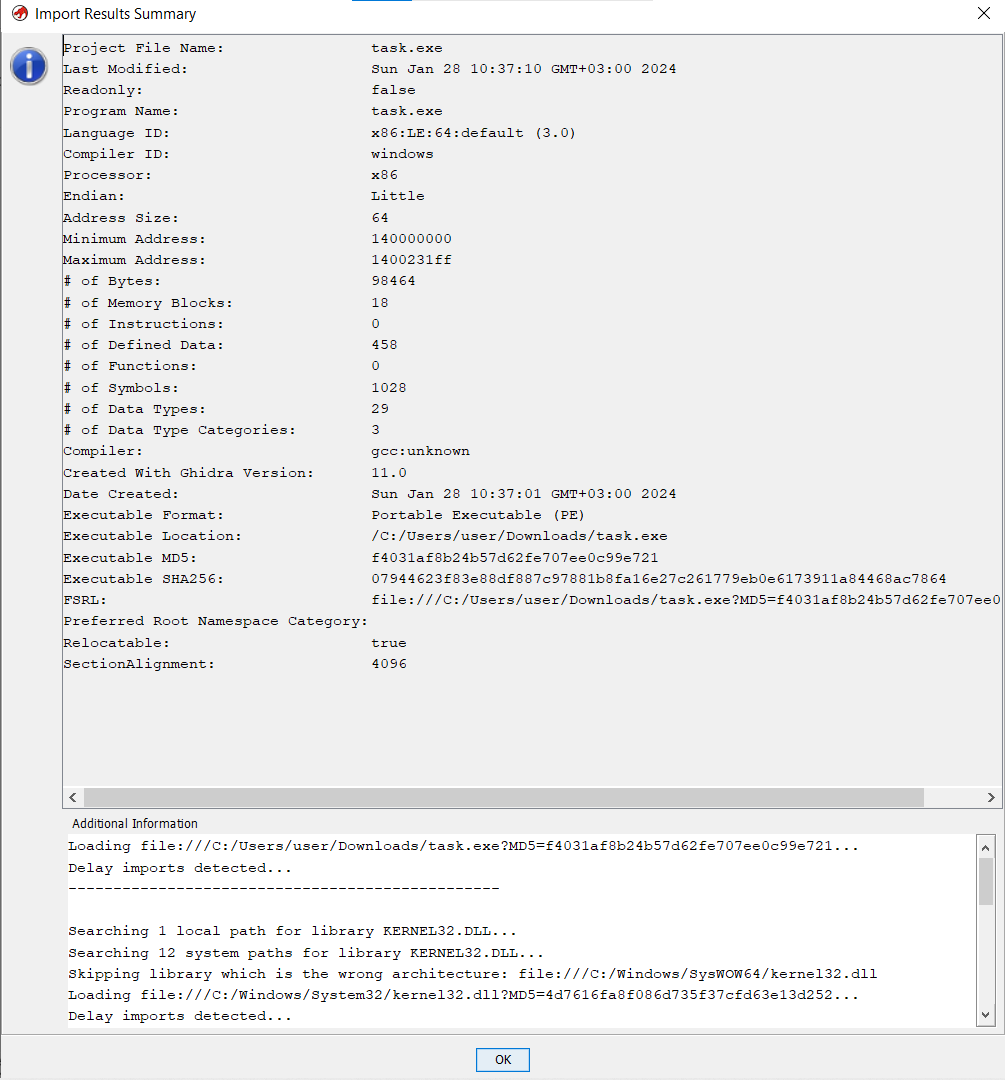 Import Results Summary
Project File Name: task.exe
Last Modified: Sun Jan 28 10:37:10 GMT+03:00 2024
Readonly: false
Program Name: task.exe
Language ID: x86:LE:64:default (3.0)
Compiler ID: windows
Processor: x86
Endian: Little
Address Size: 64
Minimum Address: 140000000
Maximum Address: 1400231ff
# of Bytes: 98464
# of Memory Blocks: 18
# of Instructions: 0
# of Defined Data: 458
# of Functions: 0
# of Symbols: 1028
# of Data Types: 29
# of Data Type Categories: 3
Compiler: gcc:unknown
Created With Ghidra Version: 11.0
Date Created: Sun Jan 28 10:37:01 GMT+03:00 2024
Executable Format: Portable Executable (PE)
Executable Location: /C:/Users/user/Downloads/task.exe
Executable MD5: f4031af8b24b57d62fe707ee0c99e721
Executable SHA256: 07944623f83e88df887c97881b8fa16e27c261779eb0e6173911a84468ac7864
FSRL: file:///C:/Users/user/Downloads/task.exe?MD5=f4031af8b24b57d62fe707ee0
Preferred Root Namespace Category:
Relocatable: true
SectionAlignment: 4096
Additional Information
Loading file:///C:/Users/user/Downloads/task.exe?MD5=f4031af8b24b57d62fe707ee0c99e721...
Delay imports detected...
------------------------------------------------
Searching 1 local path for library KERNEL32.DLL...
Searching 12 system paths for library KERNEL32.DLL...
Skipping library which is the wrong architecture: file:///C:/Windows/SysWOW64/kernel32.dll
Loading file:///C:/Windows/System32/kernel32.dll?MD5=4d7616fa8f086d735f37cfd63e13d252...
Delay imports detected...
OK